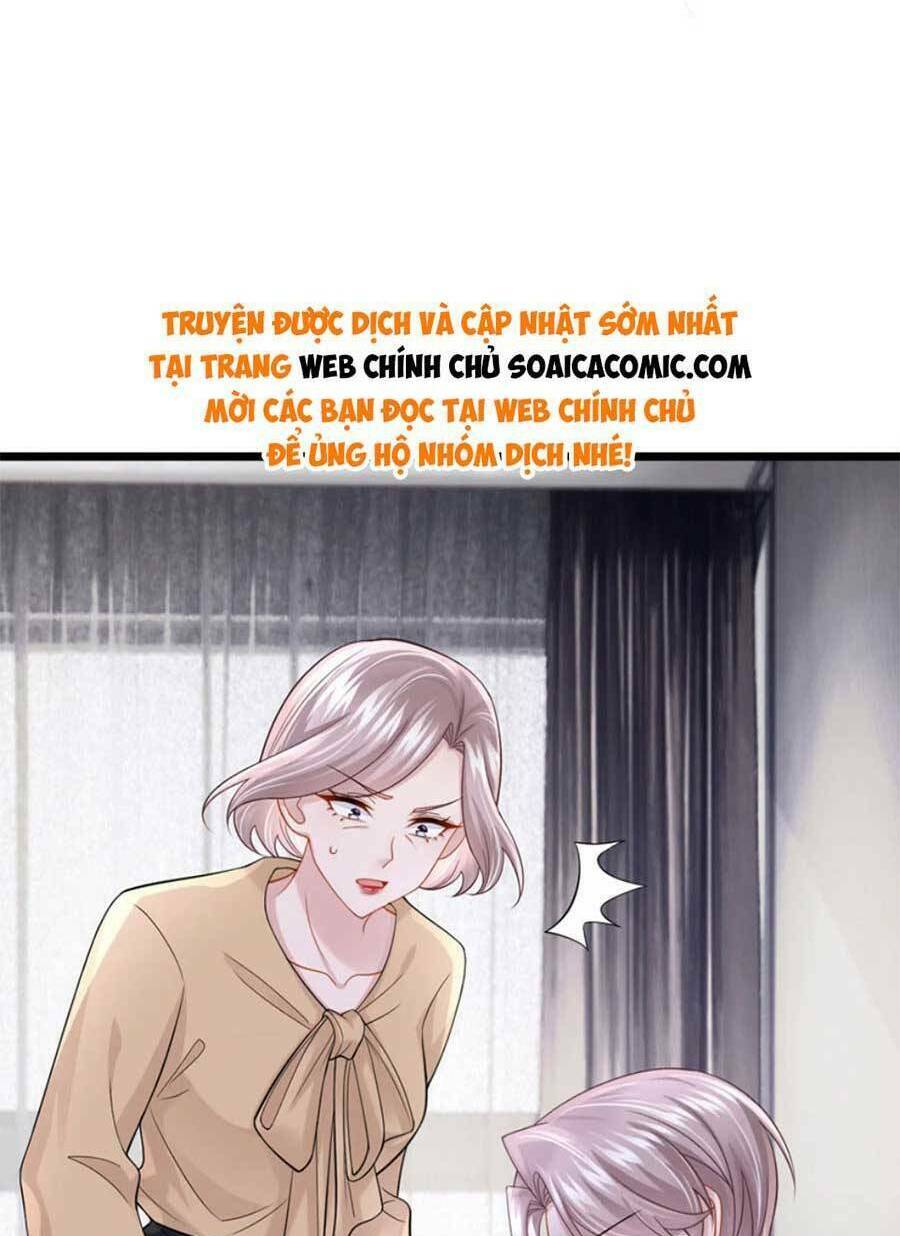 TRUYỆN ĐƯỢC DỊCH VÀ CẬP NHẬT SỚM NHẤT
TẠI TRANG WEB CHÍNH CHỦ SOAICACOMIC.COM
MỜI CÁC BẠN ĐỌC TẠI WEB CHÍNH CHỦ
ĐỂ ỦNG HỘ NHÓM DỊCH NHÉ!